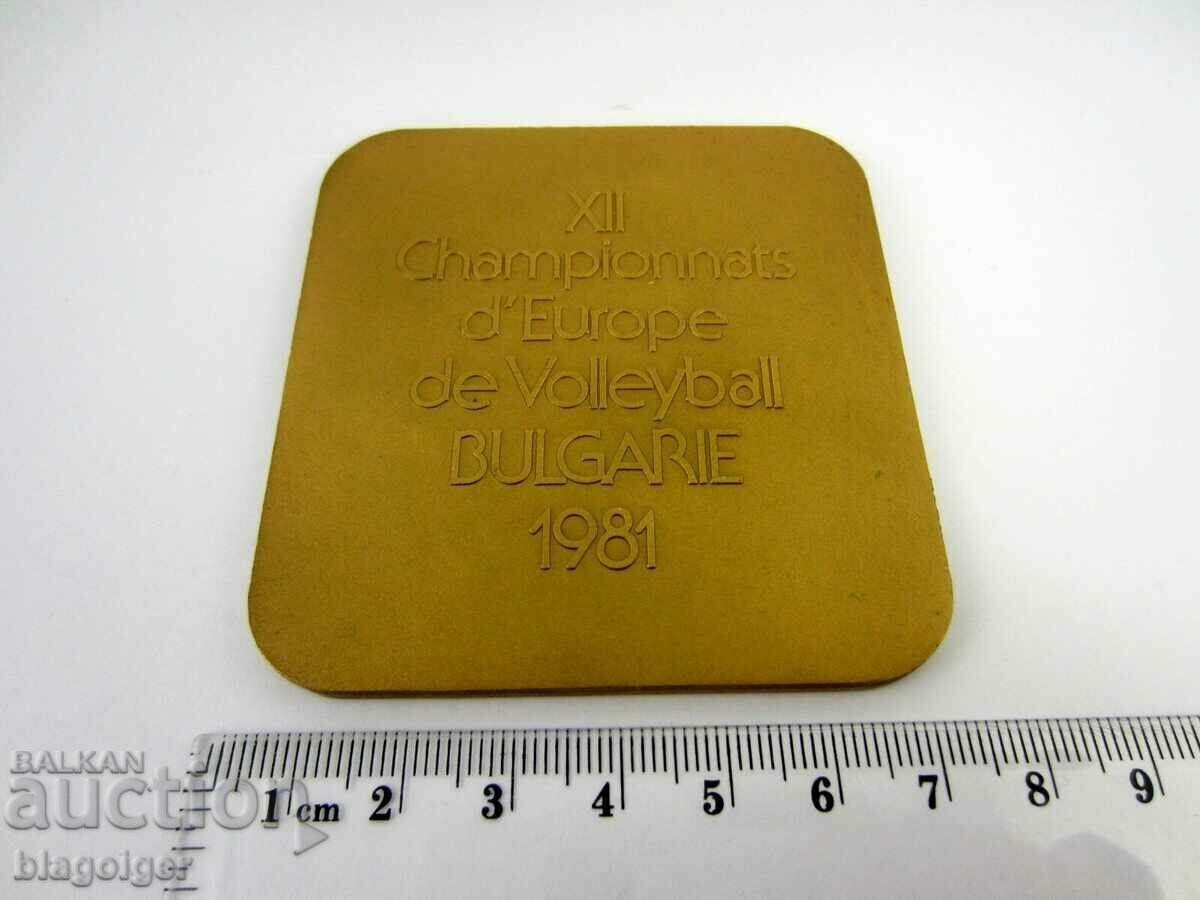 XII
Championnats
d'Europe
de Volleyball
BULGARIE
1981
1 cm 2 3 4 5 6 7 8 9
BALKAN
auction
blagoiger